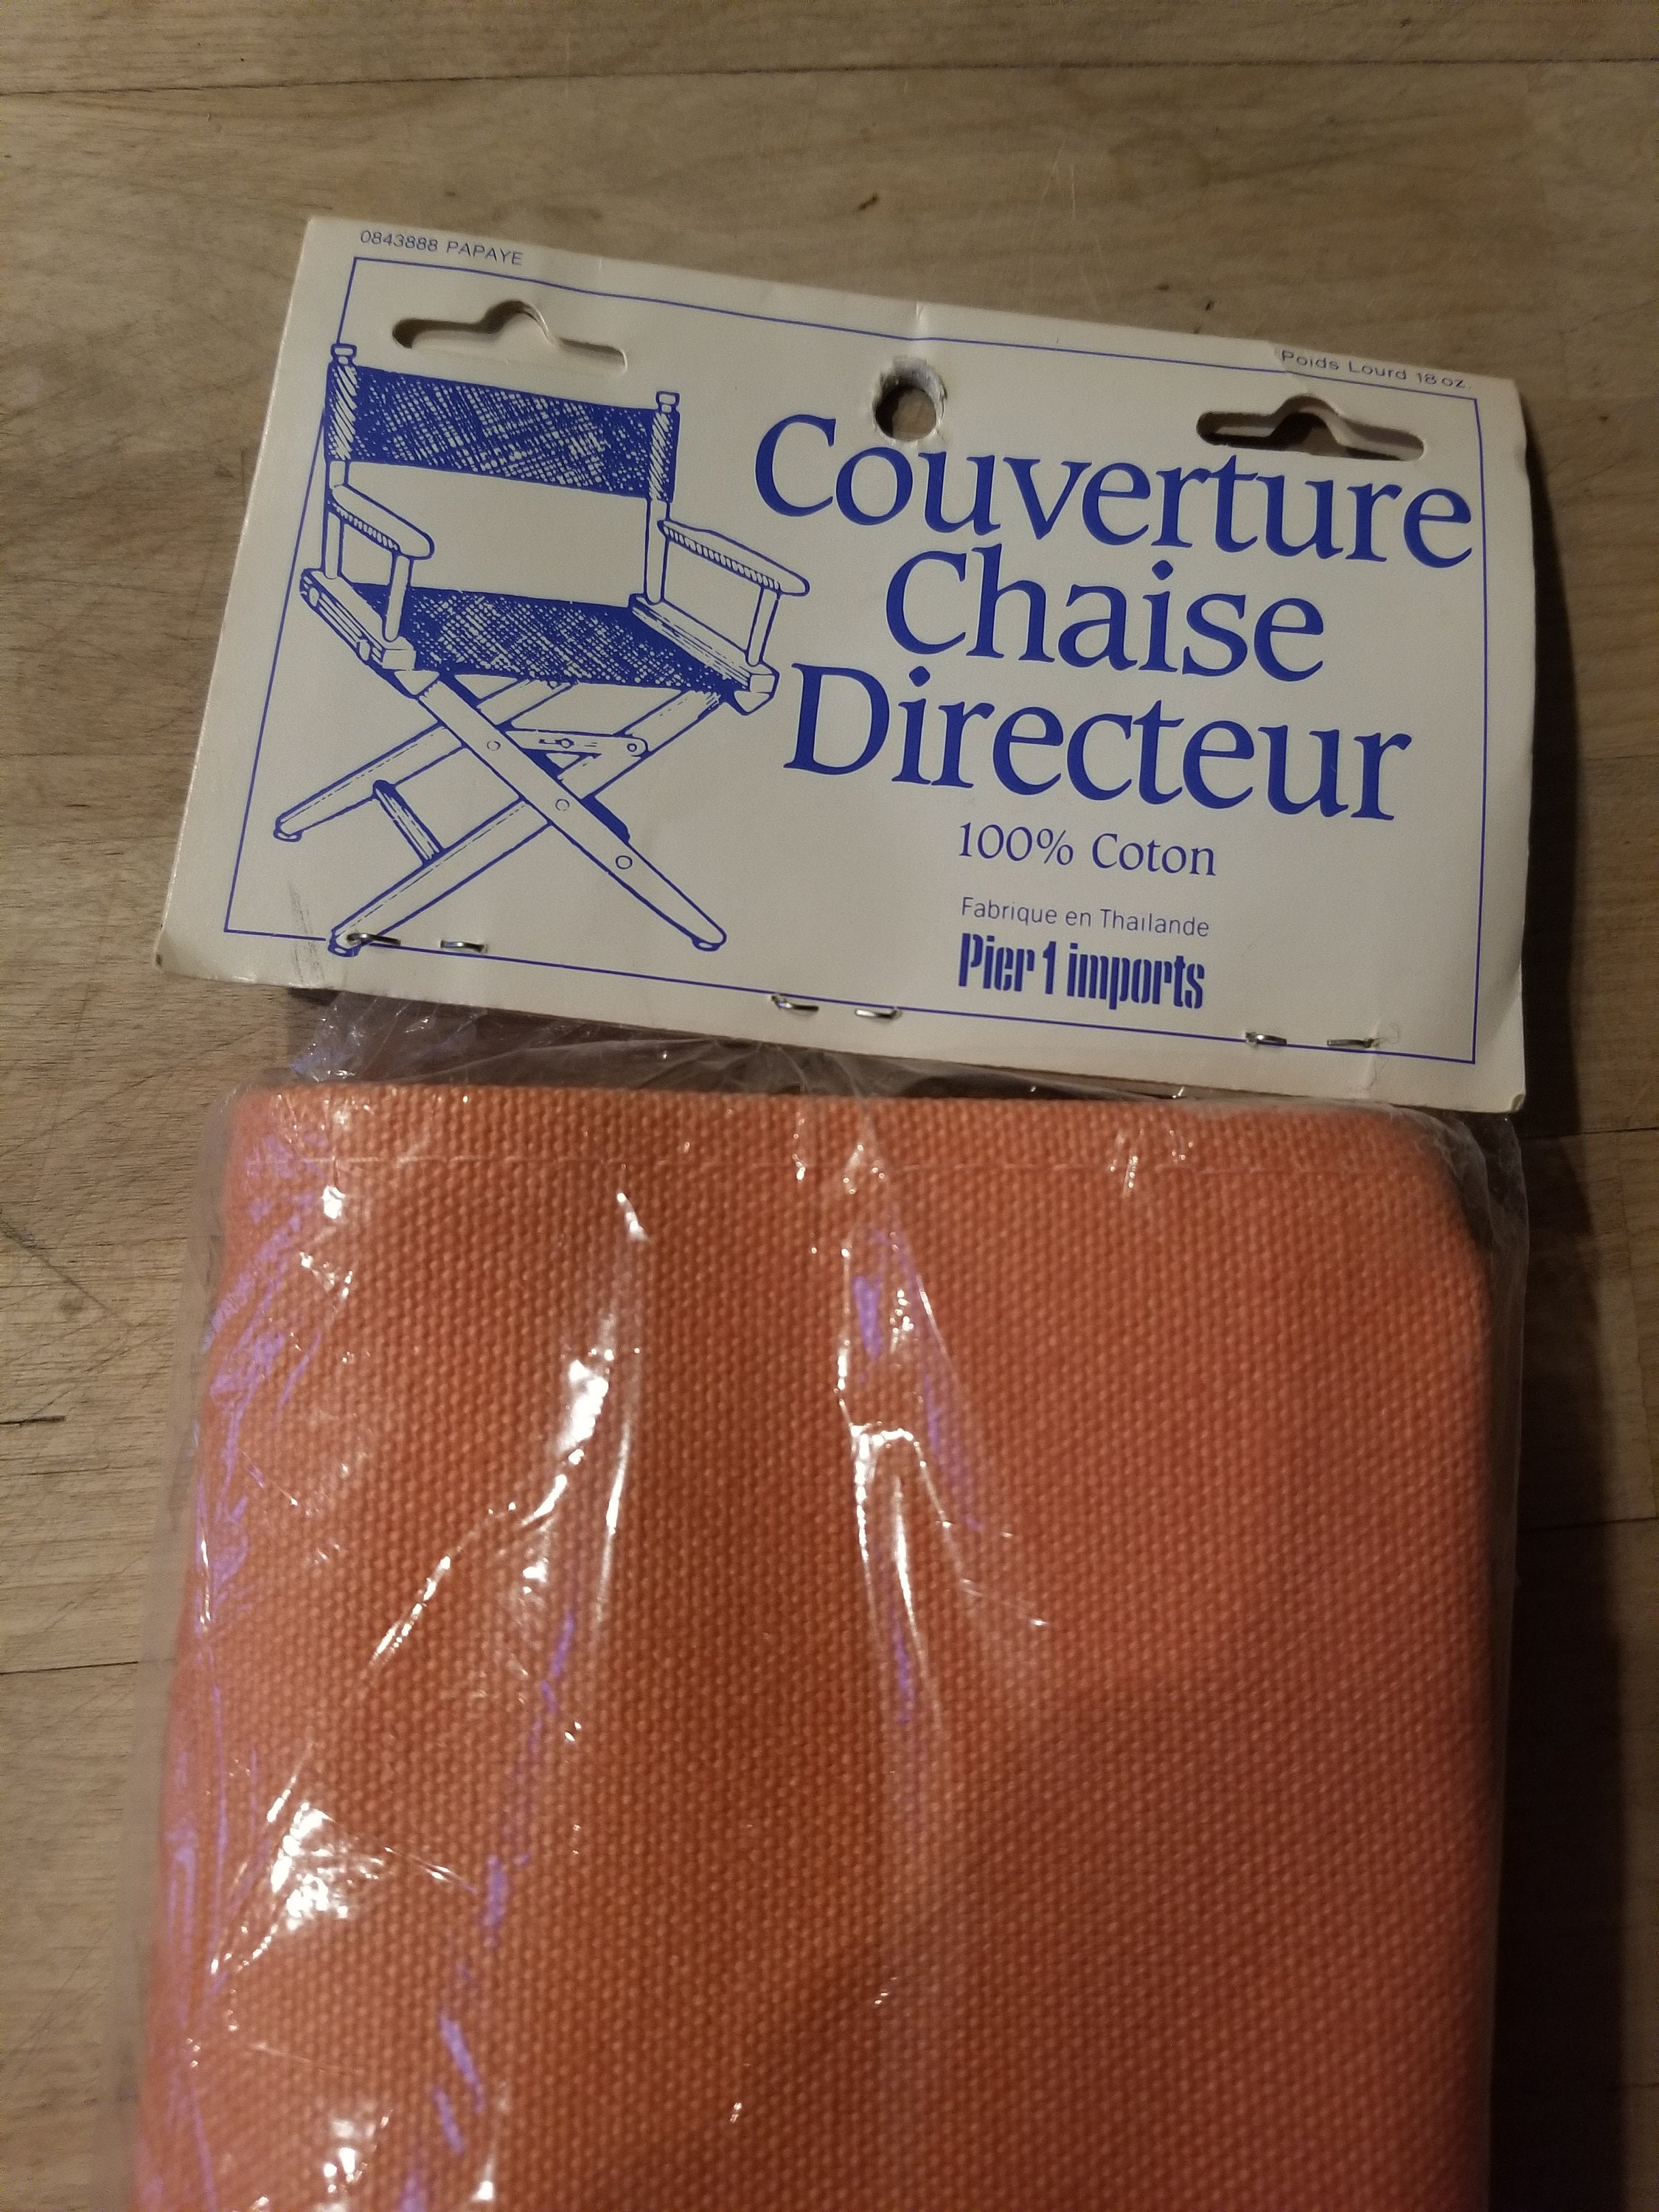 0843888 PAPAYE
Poids Lourd 18 oz.
Couverture
Chaise
Directeur
100% Coton
Fabrique en Thailande
Pier 1 imports